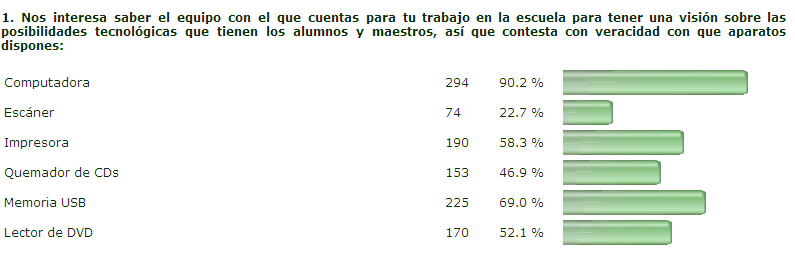 1. Nos interesa saber el equipo con el que cuentas para tu trabajo en la escuela para tener una visión sobre las
posibilidades tecnológicas que tienen los alumnos y maestros, así que contesta con veracidad con que aparatos
dispones:
Computadora 294 90.2 %
Escáner 74 22.7 %
Impresora 190 58.3 %
Quemador de CDs 153 46.9 %
Memoria USB 225 69.0 %
Lector de DVD 170 52.1 %